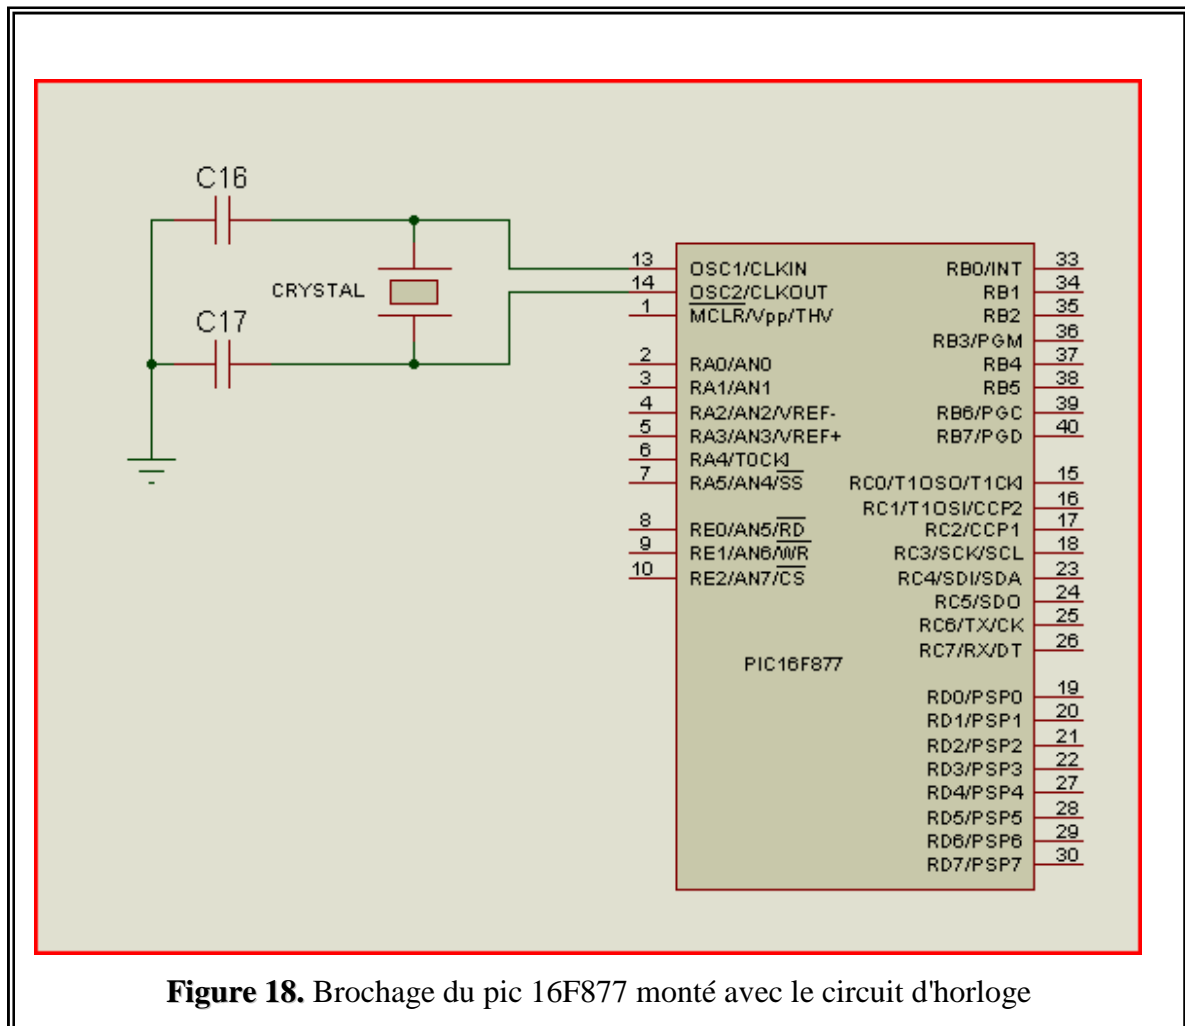 C16
CRYSTAL
C17
13 OSC1/CLKIN
14 OSC2/CLKOUT
1 MCLR/Vpp/THV
2 RA0/AN0
3 RA1/AN1
4 RA2/AN2/VREF-
5 RA3/AN3/VREF+
6 RA4/T0CKI
7 RA5/AN4/SS
8 RE0/AN5/RD
9 RE1/AN6/WR
10 RE2/AN7/CS
PIC16F877
RB0/INT 33
RB1 34
RB2 35
RB3/PGM 36
RB4 37
RB5 38
RB6/PGC 39
RB7/PGD 40
RC0/T1OSO/T1CKI 15
RC1/T1OSI/CCP2 16
RC2/CCP1 17
RC3/SCK/SCL 18
RC4/SDI/SDA 23
RC5/SDO 24
RC6/TX/CK 25
RC7/RX/DT 26
RD0/PSP0 19
RD1/PSP1 20
RD2/PSP2 21
RD3/PSP3 22
RD4/PSP4 27
RD5/PSP5 28
RD6/PSP6 29
RD7/PSP7 30
Figure 18. Brochage du pic 16F877 monté avec le circuit d'horloge